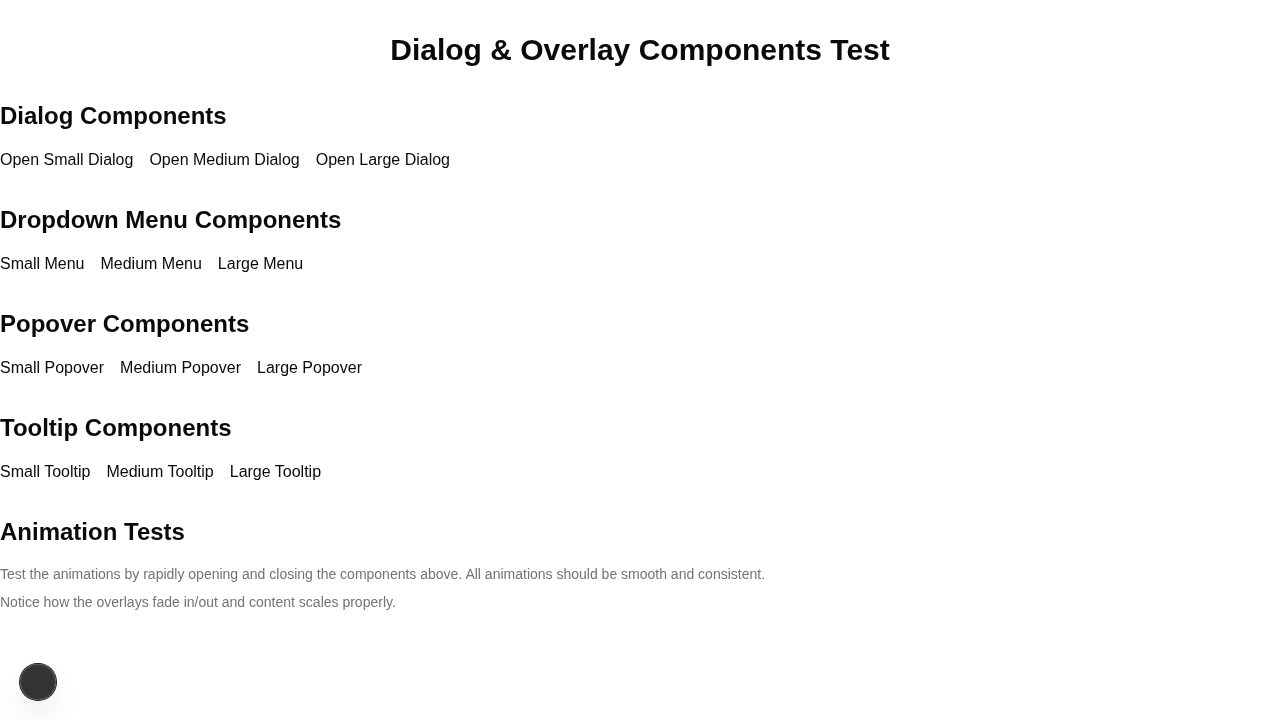 Dialog & Overlay Components Test
Dialog Components
Open Small Dialog Open Medium Dialog Open Large Dialog
Dropdown Menu Components
Small Menu Medium Menu Large Menu
Popover Components
Small Popover Medium Popover Large Popover
Tooltip Components
Small Tooltip Medium Tooltip Large Tooltip
Animation Tests
Test the animations by rapidly opening and closing the components above. All animations should be smooth and consistent.
Notice how the overlays fade in/out and content scales properly.